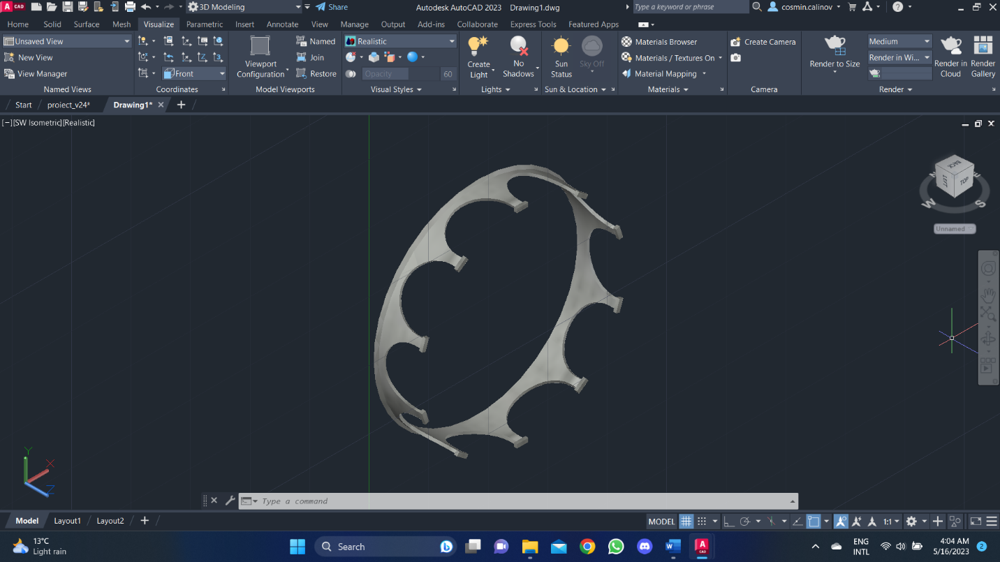 A CAD 3D Modeling Share Autodesk AutoCAD 2023 Drawing1.dwg Type a keyword or phrase cosmin.calinov
Home Solid Surface Mesh Visualize Parametric Insert Annotate View Manage Output Add-ins Collaborate Express Tools Featured Apps
Unsaved View
New View
View Manager
Named Views
Front
Coordinates
Viewport
Configuration
Named
Join
Restore
Model Viewports
Realistic
Opacity 60
Visual Styles
Create
Light
No
Shadows
Lights
Sun
Status
Sky Off
Sun & Location
Materials Browser
Materials / Textures On
Material Mapping
Materials
Create Camera
Camera
Render to Size
Medium
Render in Wi...
Render in
Cloud
Render
Gallery
Render
Start proiect_v24* Drawing1*
[−][SW Isometric][Realistic]
BACK
TOP
N E
W S
Unnamed
Y
X
Z
Type a command
Model Layout1 Layout2 MODEL 1:1
13°C
Light rain
Search
ENG
INTL
4:04 AM
5/16/2023
2